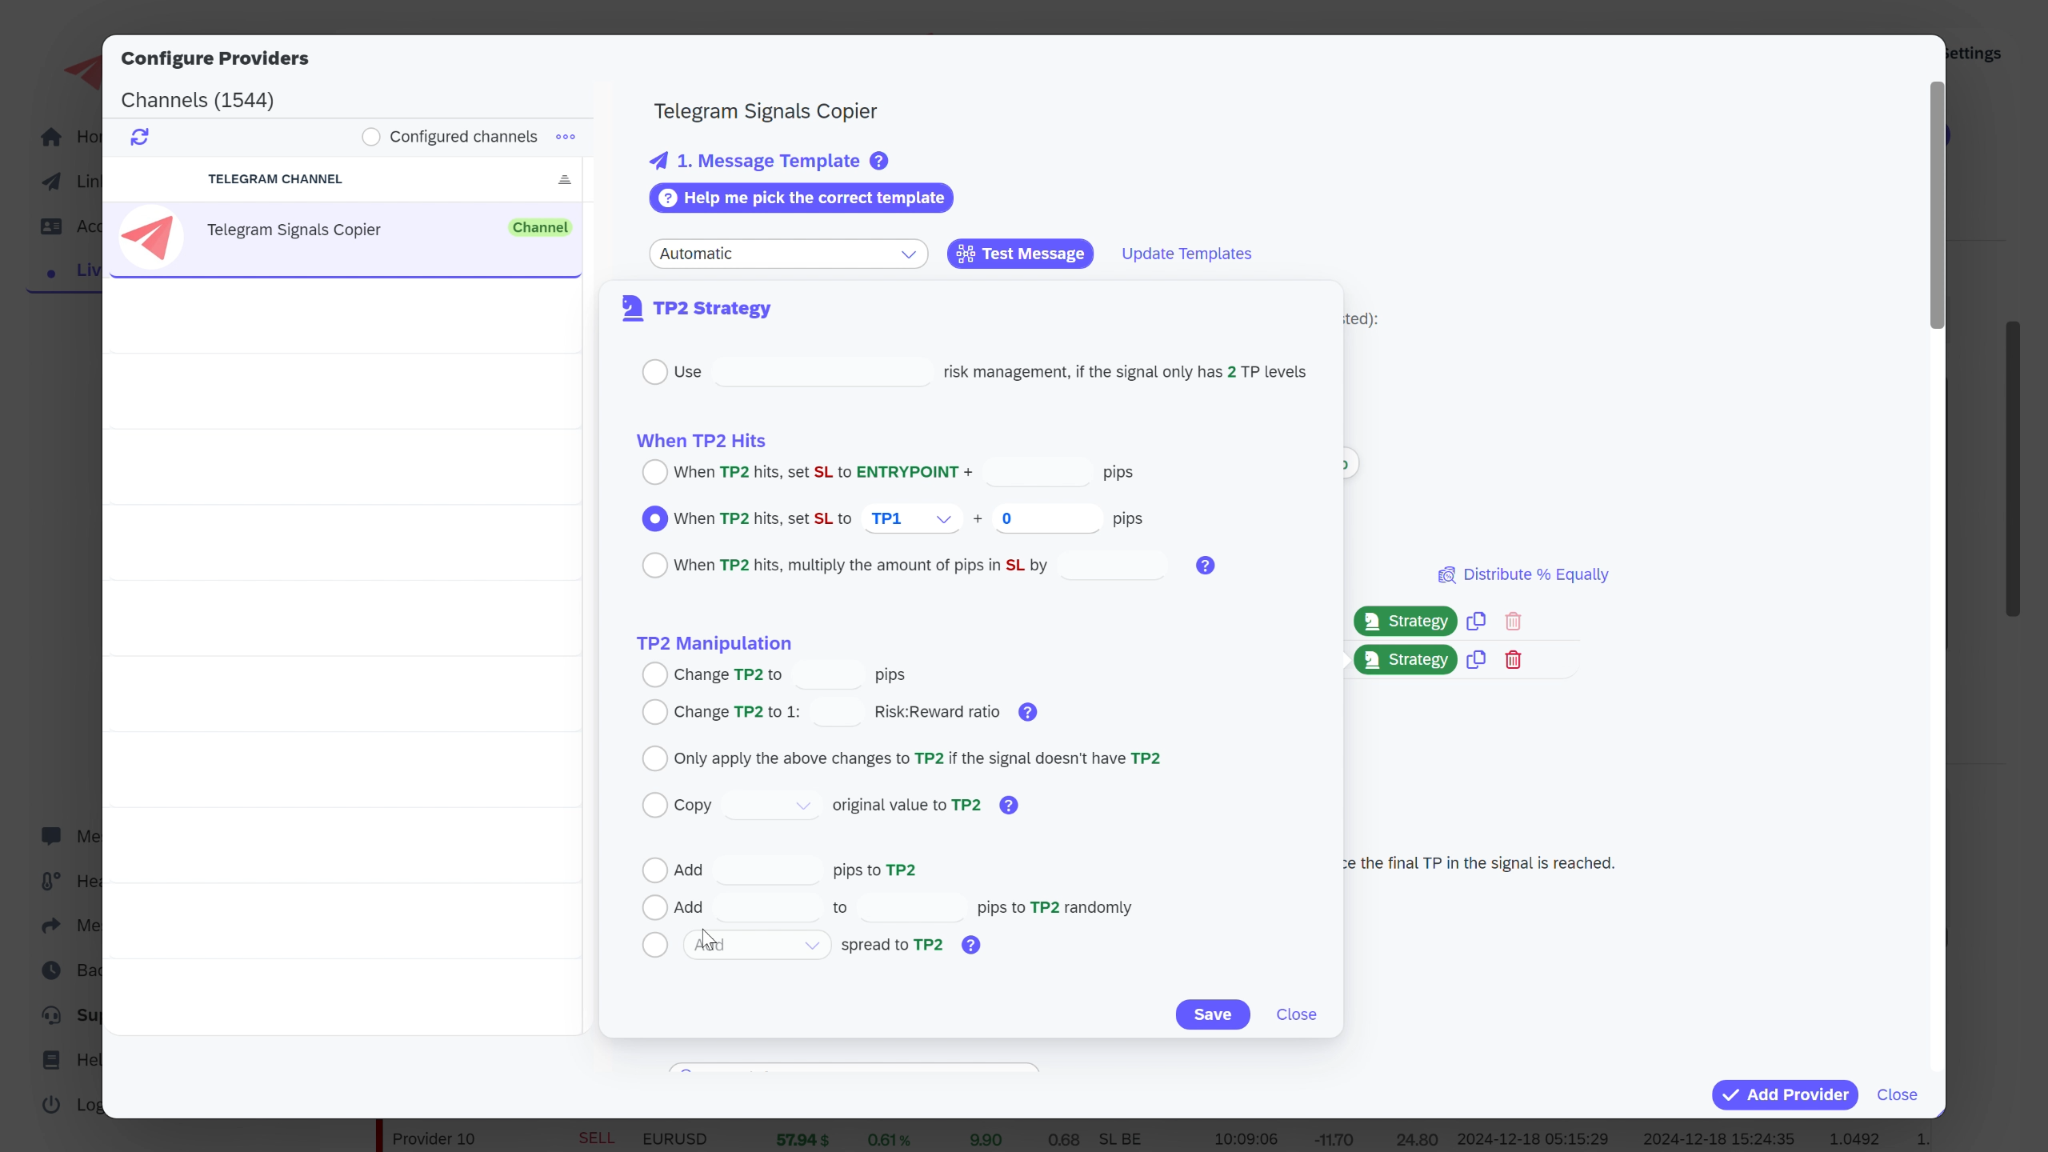 Configure Providers
Settings
Channels (1544)
Configured channels
TELEGRAM CHANNEL
Telegram Signals Copier
Channel
Telegram Signals Copier
1. Message Template ?
? Help me pick the correct template
Automatic
Test Message
Update Templates
TP2 Strategy
Use risk management, if the signal only has 2 TP levels
When TP2 Hits
When TP2 hits, set SL to ENTRYPOINT + pips
When TP2 hits, set SL to TP1 + 0 pips
When TP2 hits, multiply the amount of pips in SL by ?
TP2 Manipulation
Change TP2 to pips
Change TP2 to 1: Risk:Reward ratio ?
Only apply the above changes to TP2 if the signal doesn't have TP2
Copy original value to TP2 ?
Add pips to TP2
Add to pips to TP2 randomly
Add spread to TP2 ?
Save
Close
sted):
Distribute % Equally
Strategy
Strategy
ce the final TP in the signal is reached.
Add Provider
Close
Hor
Lin
Acc
Liv
Me
Hea
Me
Bac
Sup
Hel
Log
Provider 10 SELL EURUSD 57.94 $ 0.61 % 9.90 0.68 SL BE 10:09:06 -11.70 24.80 2024-12-18 05:15:29 2024-12-18 15:24:35 1.0492 1.